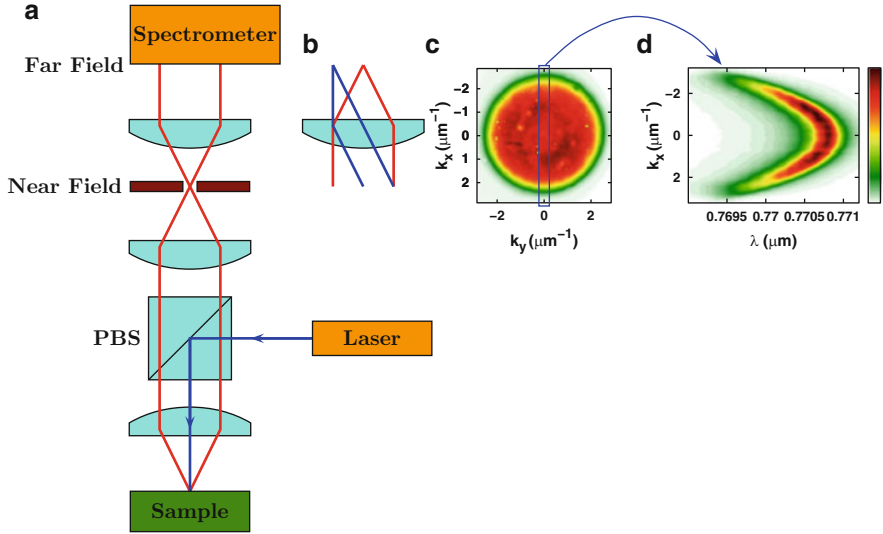 a
Spectrometer
Far Field
Near Field
PBS
Laser
Sample
b
c
-2
-1
0
1
2
kx (μm⁻¹)
-2
0
2
ky (μm⁻¹)
d
-2
0
2
kx (μm⁻¹)
0.7695
0.77
0.7705
0.771
λ (μm)